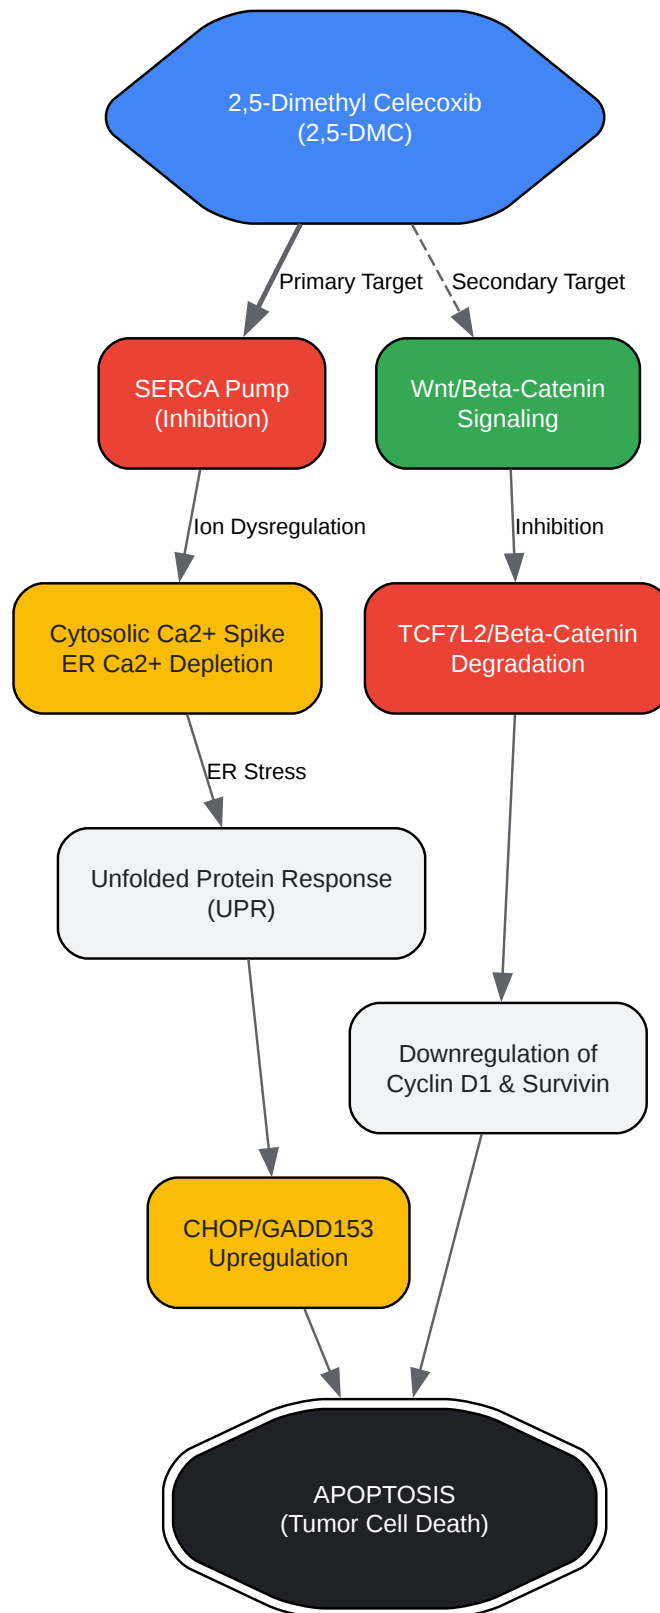 2,5-Dimethyl Celecoxib
(2,5-DMC)
Primary Target
Secondary Target
SERCA Pump
(Inhibition)
Wnt/Beta-Catenin
Signaling
Ion Dysregulation
Inhibition
Cytosolic Ca2+ Spike
ER Ca2+ Depletion
TCF7L2/Beta-Catenin
Degradation
ER Stress
Unfolded Protein Response
(UPR)
Downregulation of
Cyclin D1 & Survivin
CHOP/GADD153
Upregulation
APOPTOSIS
(Tumor Cell Death)